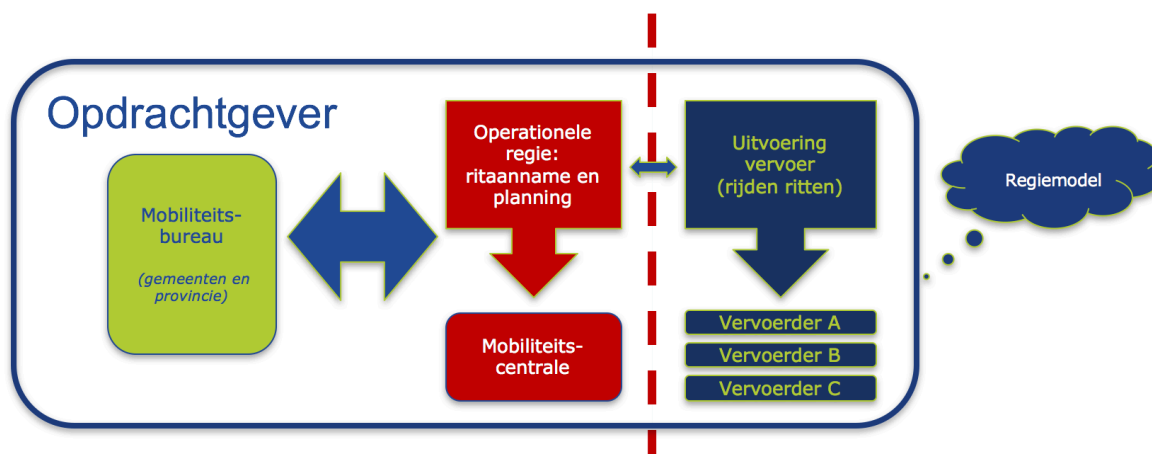 Opdrachtgever
Mobiliteits-
bureau
(gemeenten en
provincie)
Operationele
regie:
ritaanname en
planning
Mobiliteits-
centrale
Uitvoering
vervoer
(rijden ritten)
Vervoerder A
Vervoerder B
Vervoerder C
Regiemodel